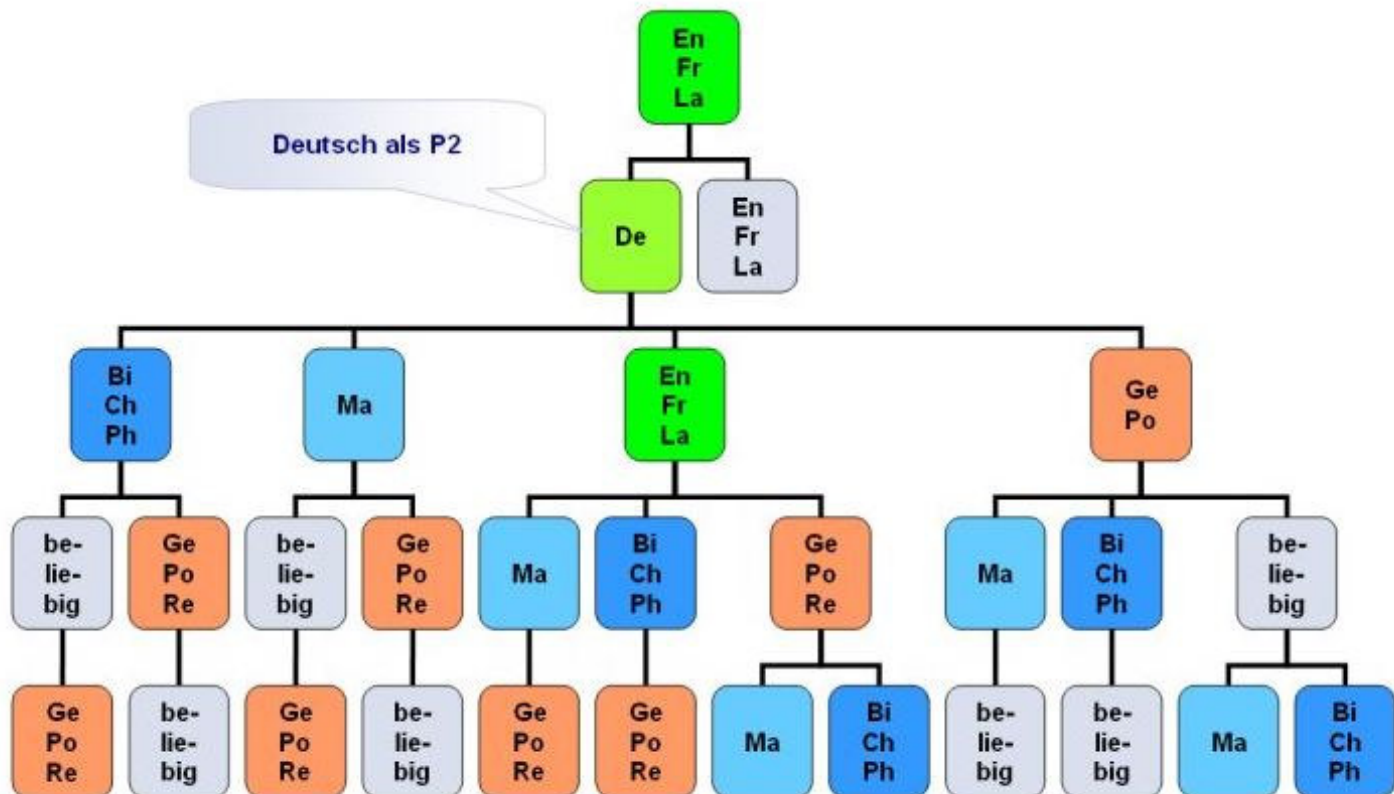 En
Fr
La
Deutsch als P2
De
En
Fr
La
Bi
Ch
Ph
Ma
En
Fr
La
Ge
Po
be-
lie-
big
Ge
Po
Re
be-
lie-
big
Ge
Po
Re
Ma
Bi
Ch
Ph
Ge
Po
Re
Ma
Bi
Ch
Ph
be-
lie-
big
Ge
Po
Re
be-
lie-
big
Ge
Po
Re
be-
lie-
big
Ge
Po
Re
Ge
Po
Re
Ma
Bi
Ch
Ph
be-
lie-
big
be-
lie-
big
Ma
Bi
Ch
Ph